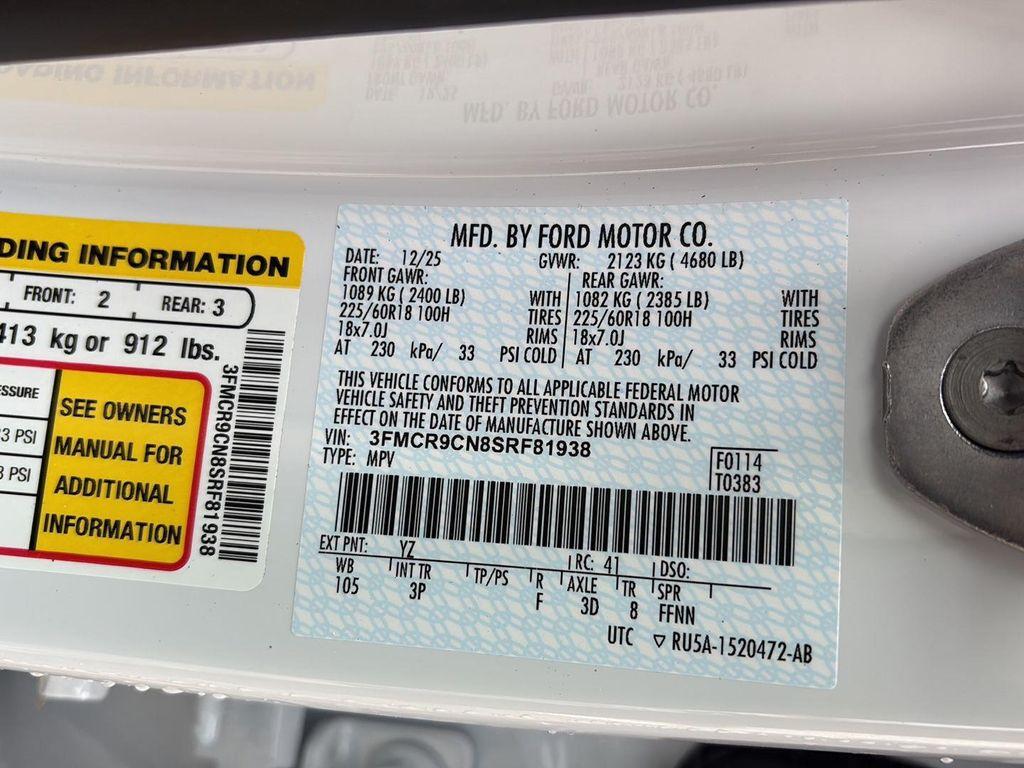 DING INFORMATION
FRONT: 2 REAR: 3
413 kg or 912 lbs.
ESSURE
3 PSI
3 PSI
SEE OWNERS
MANUAL FOR
ADDITIONAL
INFORMATION
3FMCR9CN8SRF81938
MFD. BY FORD MOTOR CO.
DATE: 12/25 GVWR: 2123 KG ( 4680 LB)
FRONT GAWR: REAR GAWR:
1089 KG ( 2400 LB) WITH 1082 KG ( 2385 LB) WITH
225/60R18 100H TIRES 225/60R18 100H TIRES
18x7.0J RIMS 18x7.0J RIMS
AT 230 kPa/ 33 PSI COLD AT 230 kPa/ 33 PSI COLD
THIS VEHICLE CONFORMS TO ALL APPLICABLE FEDERAL MOTOR
VEHICLE SAFETY AND THEFT PREVENTION STANDARDS IN
EFFECT ON THE DATE OF MANUFACTURE SHOWN ABOVE.
VIN: 3FMCR9CN8SRF81938
TYPE: MPV
F0114
T0383
EXT PNT: YZ RC: 41 DSO:
WB INT TR TP/PS R AXLE TR SPR
105 3P F 3D 8 FFNN
UTC ▽ RU5A-1520472-AB